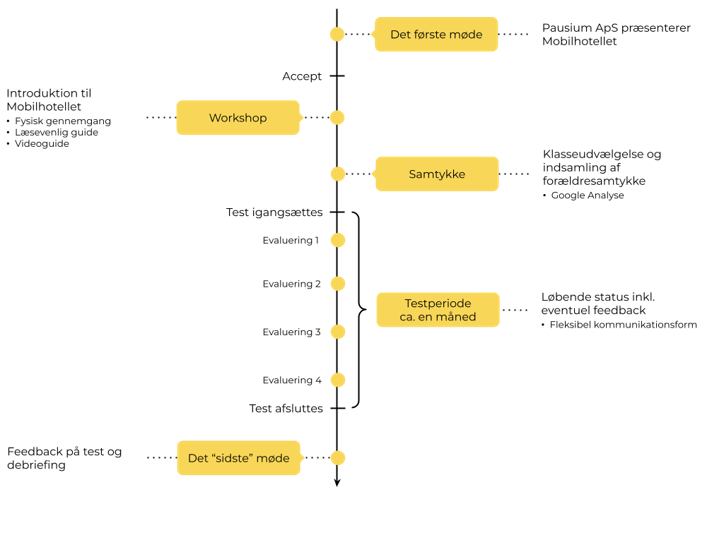 Det første møde
Pausium ApS præsenterer
Mobilhotellet
Accept
Introduktion til
Mobilhotellet
• Fysisk gennemgang
• Læsevenlig guide
• Videoguide
Workshop
Samtykke
Klasseudvælgelse og
indsamling af
forældresamtykke
• Google Analyse
Test igangsættes
Evaluering 1
Evaluering 2
Testperiode
ca. en måned
Løbende status inkl.
eventuel feedback
• Fleksibel kommunikationsform
Evaluering 3
Evaluering 4
Test afsluttes
Feedback på test og
debriefing
Det “sidste” møde